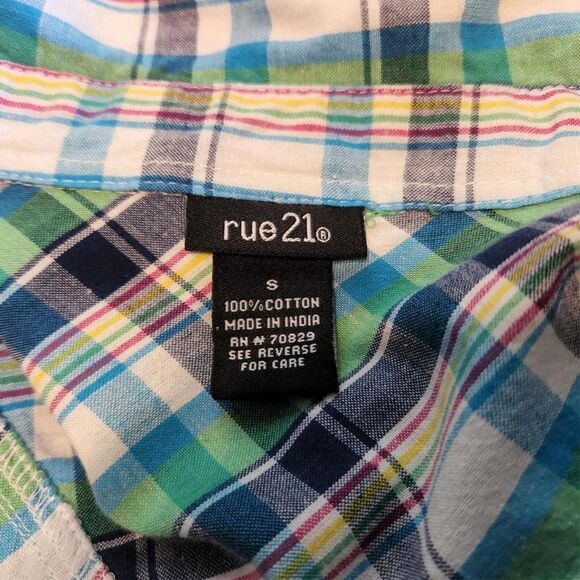 rue21®
S
100% COTTON
MADE IN INDIA
RN # 70829
SEE REVERSE
FOR CARE